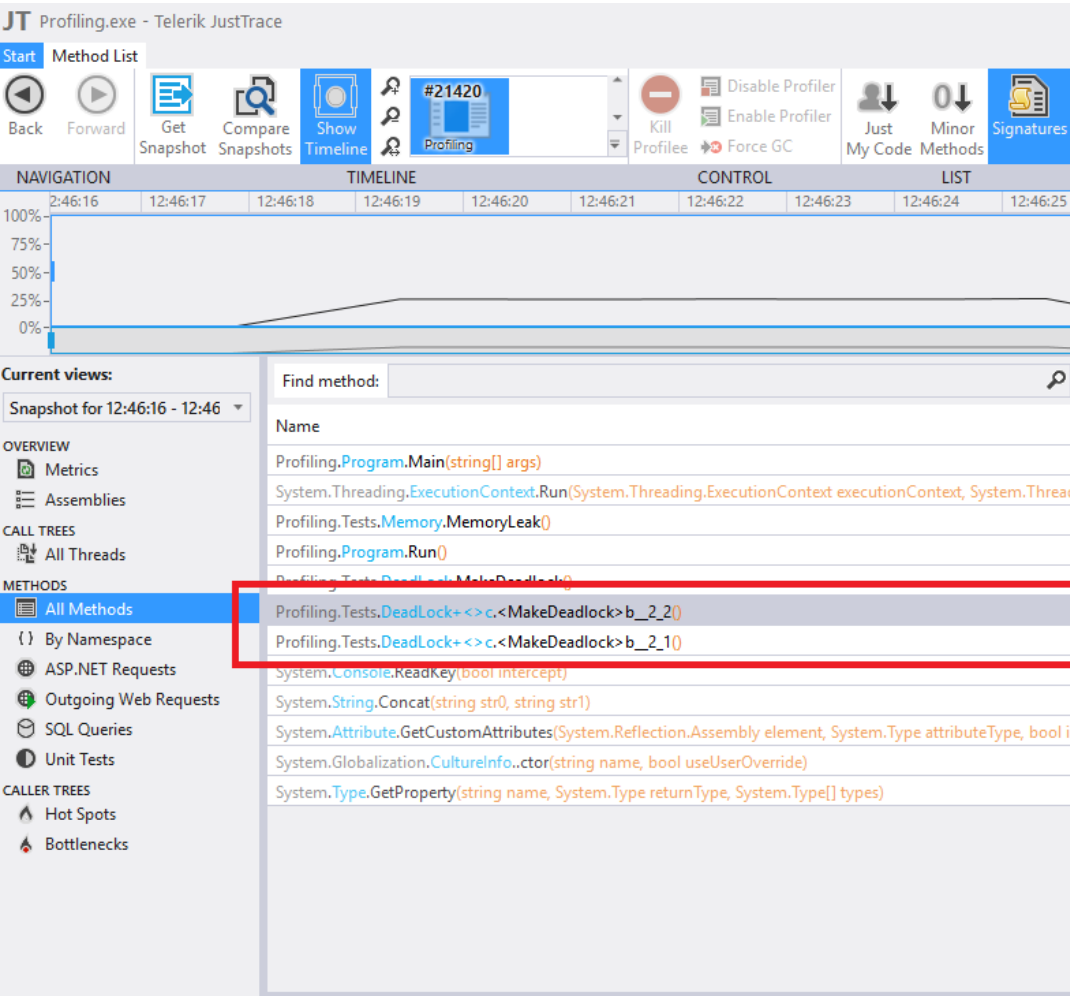 JT Profiling.exe - Telerik JustTrace
Start Method List
Back Forward Get Snapshot Compare Snapshots Show Timeline #21420 Profiling Kill Profilee Disable Profiler Enable Profiler Force GC Just My Code 0 Minor Methods Signatures
NAVIGATION TIMELINE CONTROL LIST
2:46:16 12:46:17 12:46:18 12:46:19 12:46:20 12:46:21 12:46:22 12:46:23 12:46:24 12:46:25
100%
75%
50%
25%
0%
Current views:
Snapshot for 12:46:16 - 12:46
OVERVIEW
Metrics
Assemblies
CALL TREES
All Threads
METHODS
All Methods
{} By Namespace
ASP.NET Requests
Outgoing Web Requests
SQL Queries
Unit Tests
CALLER TREES
Hot Spots
Bottlenecks
Find method:
Name
Profiling.Program.Main(string[] args)
System.Threading.ExecutionContext.Run(System.Threading.ExecutionContext executionContext, System.Threa
Profiling.Tests.Memory.MemoryLeak()
Profiling.Program.Run()
Profiling.Tests.DeadLock.MakeDeadlock()
Profiling.Tests.DeadLock+<>c.<MakeDeadlock>b__2_2()
Profiling.Tests.DeadLock+<>c.<MakeDeadlock>b__2_1()
System.Console.ReadKey(bool intercept)
System.String.Concat(string str0, string str1)
System.Attribute.GetCustomAttributes(System.Reflection.Assembly element, System.Type attributeType, bool i
System.Globalization.CultureInfo..ctor(string name, bool useUserOverride)
System.Type.GetProperty(string name, System.Type returnType, System.Type[] types)